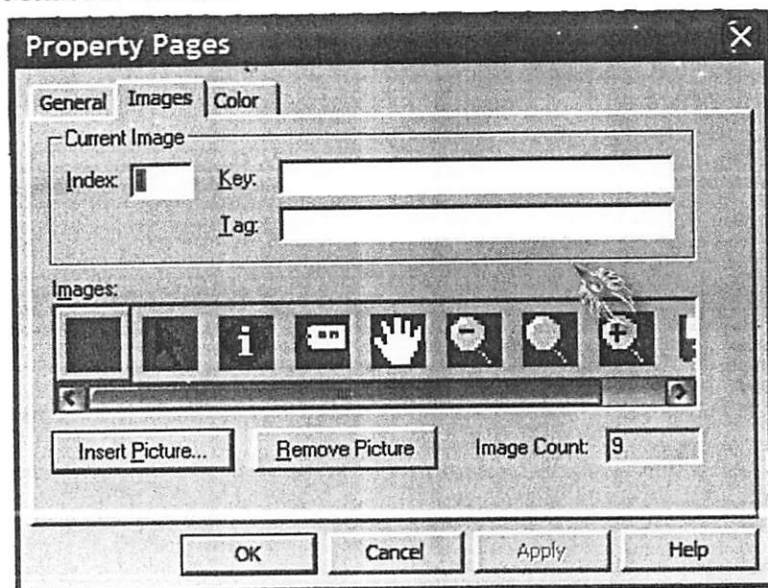 Property Pages
General Images Color
Current Image
Index: Key:
Tag:
Images:
i
Insert Picture... Remove Picture Image Count: 9
OK Cancel Apply Help